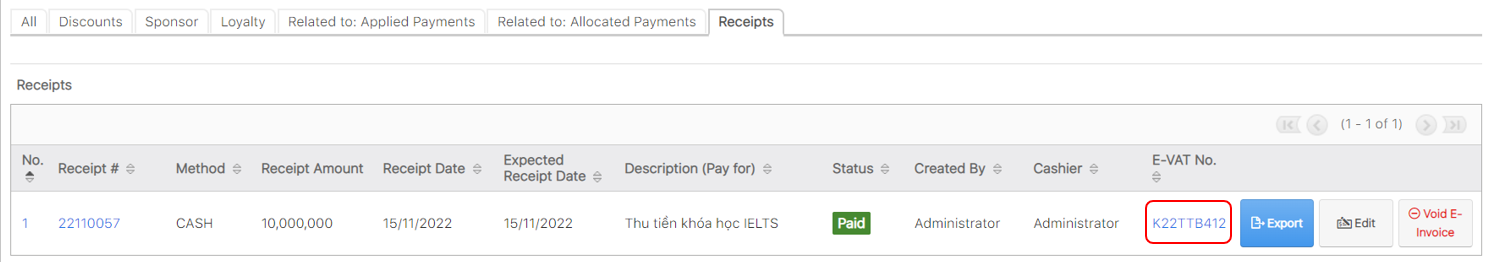 All Discounts Sponsor Loyalty Related to: Applied Payments Related to: Allocated Payments Receipts
Receipts
(1 - 1 of 1)
No. Receipt # Method Receipt Amount Receipt Date Expected Receipt Date Description (Pay for) Status Created By Cashier E-VAT No.
1 22110057 CASH 10,000,000 15/11/2022 15/11/2022 Thu tiền khóa học IELTS Paid Administrator Administrator K22TTB412 Export Edit Void E-Invoice